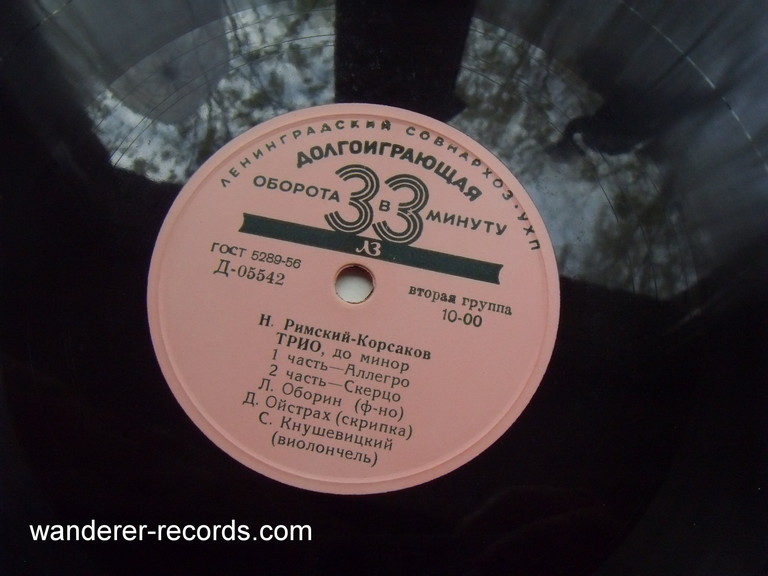 ЛЕНИНГРАДСКИЙ СОВНАРХОЗ·УХП
ДОЛГОИГРАЮЩАЯ
ОБОРОТА 33 В МИНУТУ
ЛЗ
ГОСТ 5289-56
Д-05542
вторая группа
10-00
Н. Римский-Корсаков
ТРИО, до минор
1 часть—Аллегро
2 часть—Скерцо
Л. Оборин (ф-но)
Д. Ойстрах (скрипка)
С. Кнушевицкий
(виолончель)
wanderer-records.com